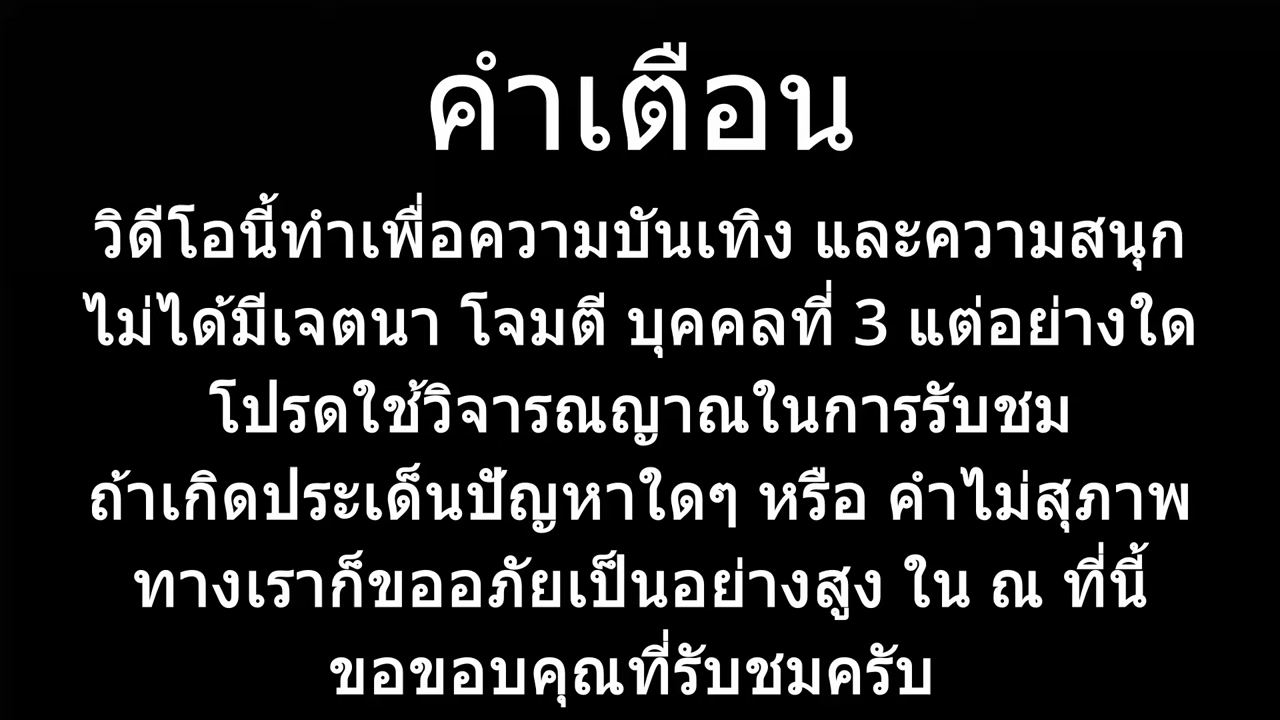 คำเตือน
วิดีโอนี้ทำเพื่อความบันเทิง และความสนุก
ไม่ได้มีเจตนา โจมตี บุคคลที่ 3 แต่อย่างใด
โปรดใช้วิจารณญาณในการรับชม
ถ้าเกิดประเด็นปัญหาใดๆ หรือ คำไม่สุภาพ
ทางเราก็ขออภัยเป็นอย่างสูง ใน ณ ที่นี้
ขอขอบคุณที่รับชมครับ